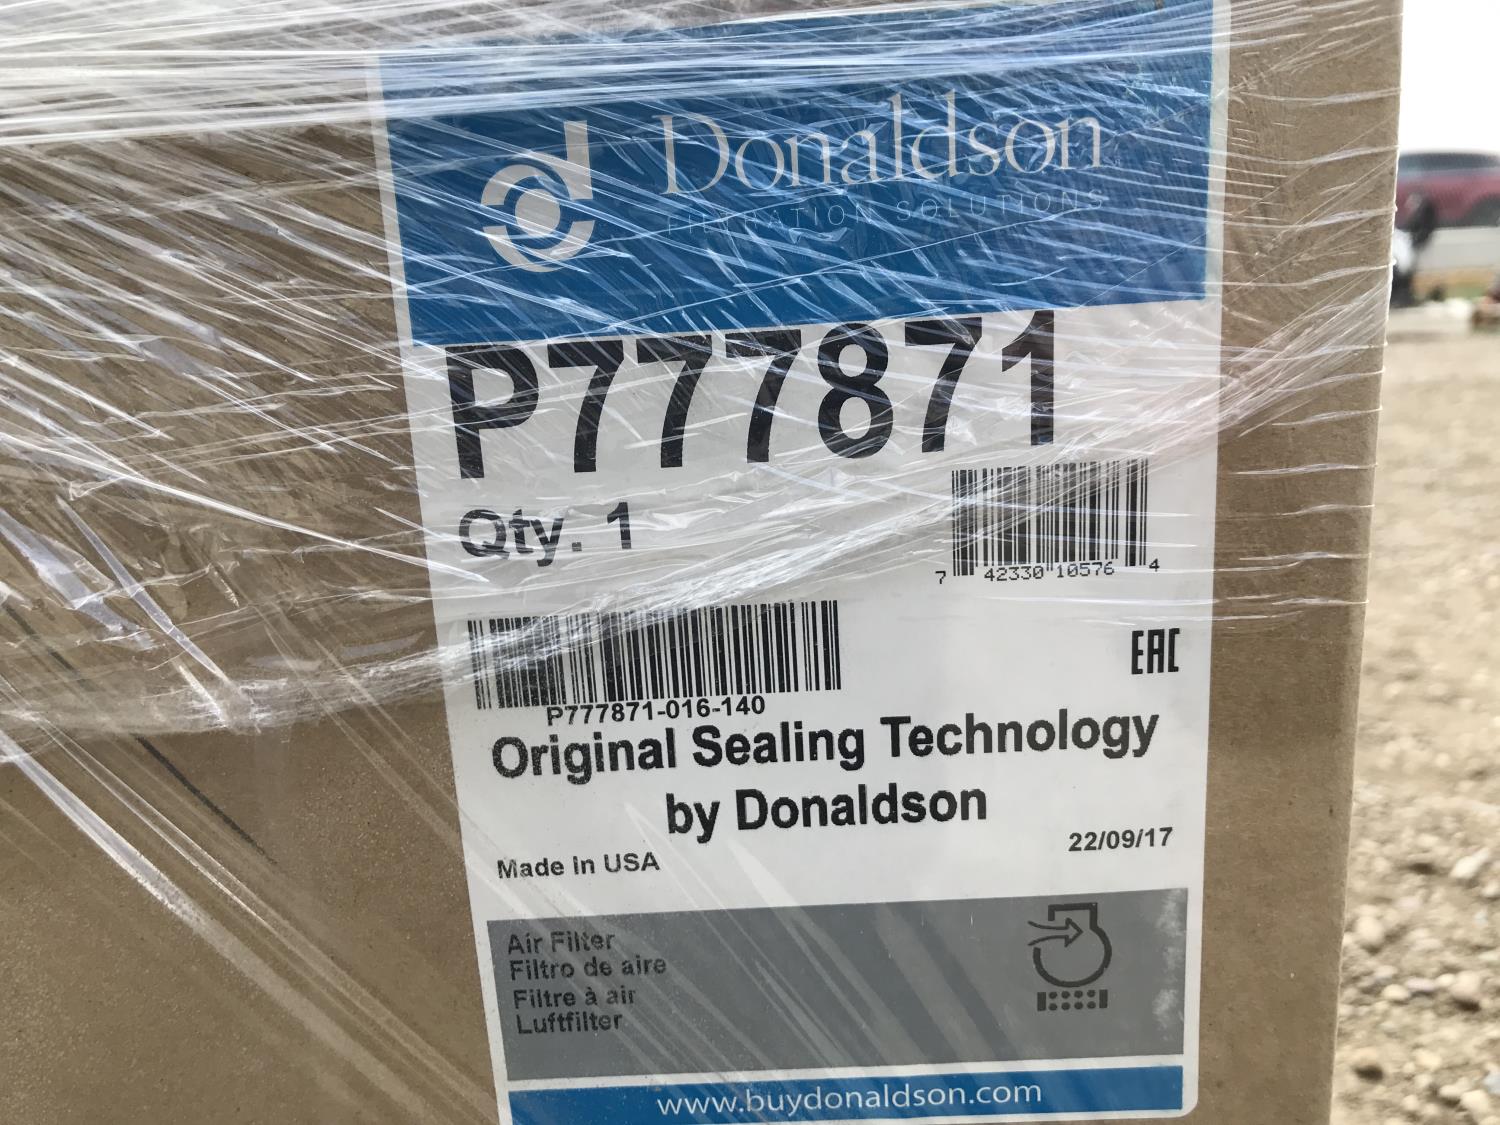 Donaldson
FILTRATION SOLUTIONS
P777871
Qty. 1
7 42330 10576 4
P777871-016-140
EAC
Original Sealing Technology
by Donaldson
Made In USA
22/09/17
Air Filter
Filtro de aire
Filtre à air
Luftfilter
www.buydonaldson.com